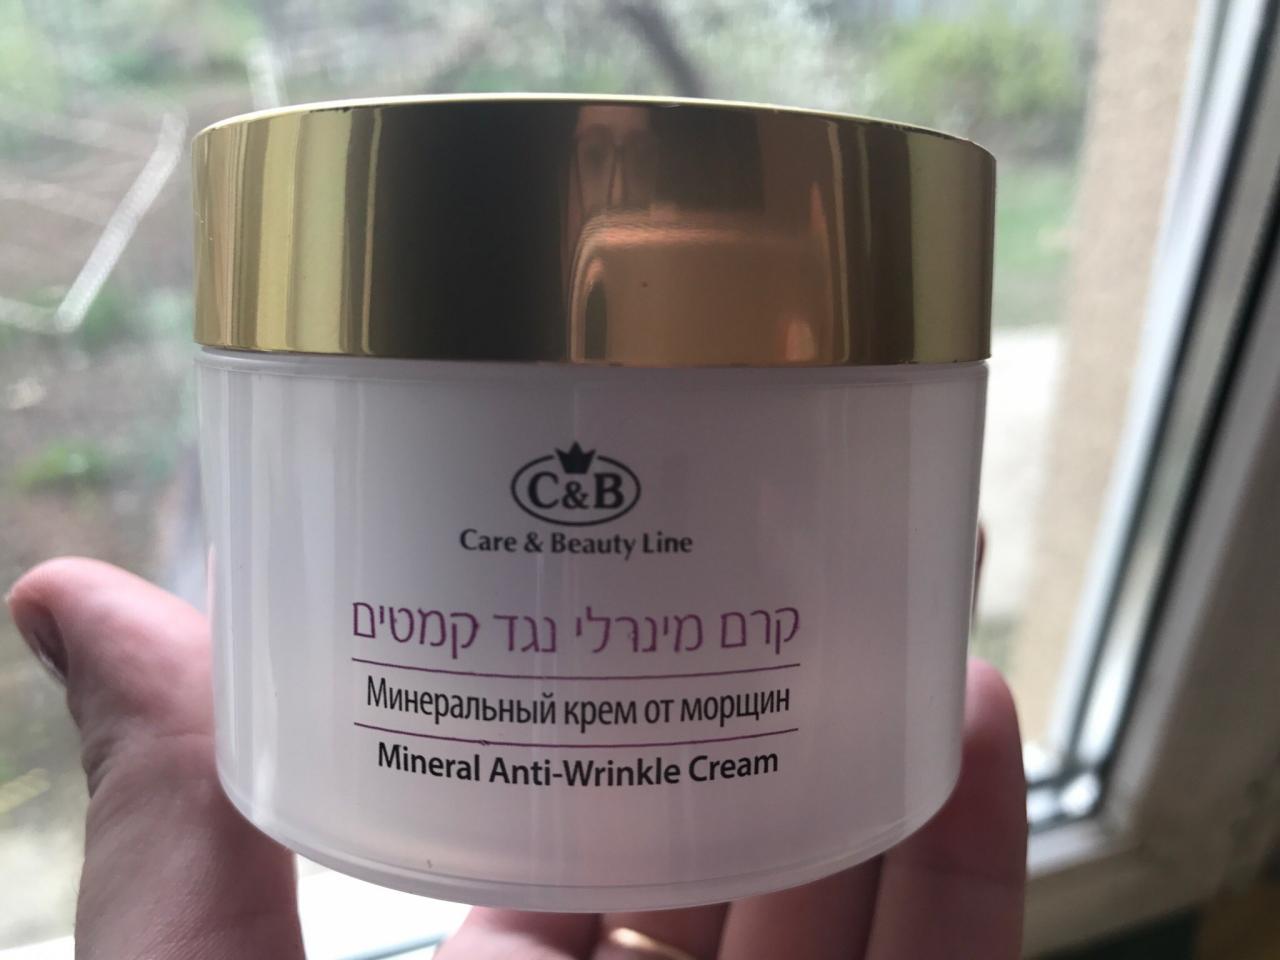 C&B
Care & Beauty Line
קרם מינרלי נגד קמטים
Минеральный крем от морщин
Mineral Anti-Wrinkle Cream